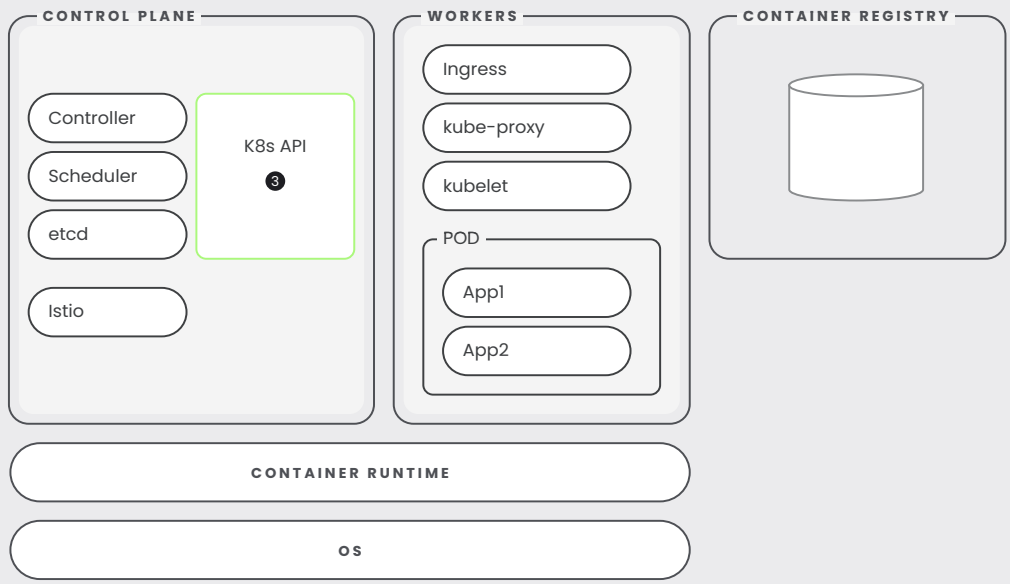 CONTROL PLANE
Controller
Scheduler
etcd
Istio
K8s API
3
WORKERS
Ingress
kube-proxy
kubelet
POD
App1
App2
CONTAINER REGISTRY
CONTAINER RUNTIME
OS